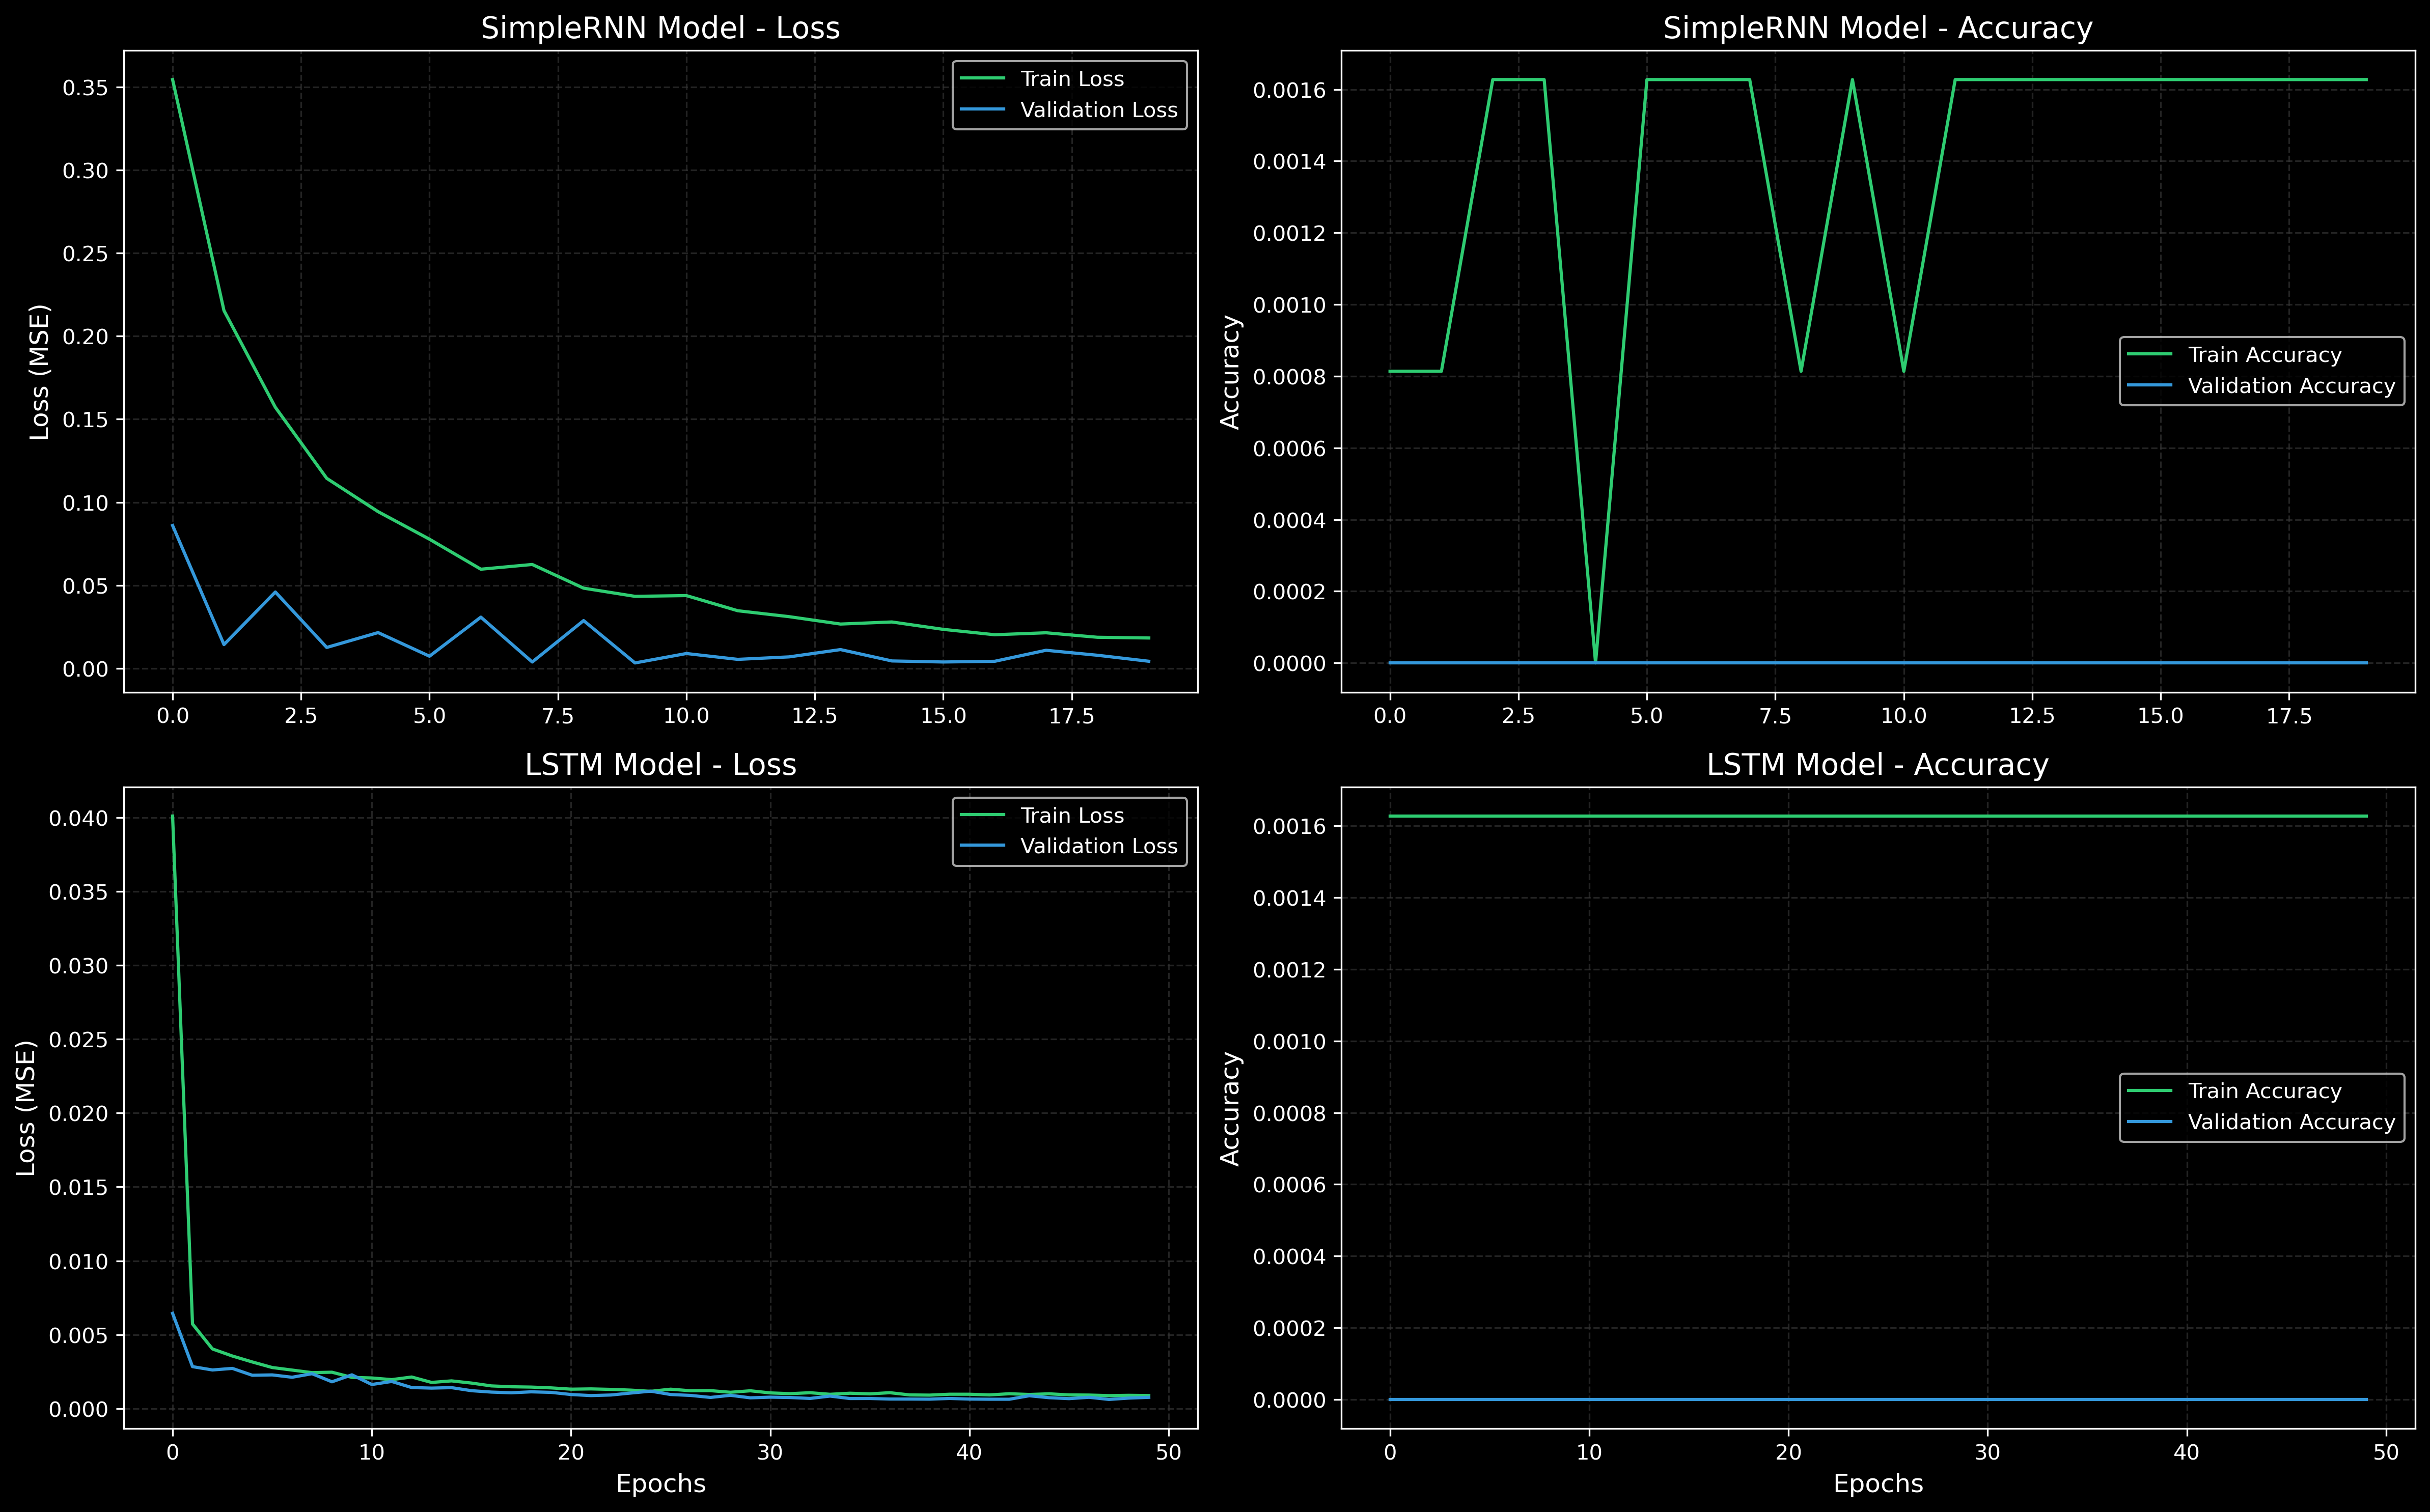 SimpleRNN Model - Loss
Loss (MSE)
0.35
0.30
0.25
0.20
0.15
0.10
0.05
0.00
Train Loss
Validation Loss
0.0 2.5 5.0 7.5 10.0 12.5 15.0 17.5
SimpleRNN Model - Accuracy
Accuracy
0.0016
0.0014
0.0012
0.0010
0.0008
0.0006
0.0004
0.0002
0.0000
Train Accuracy
Validation Accuracy
0.0 2.5 5.0 7.5 10.0 12.5 15.0 17.5
LSTM Model - Loss
Loss (MSE)
0.040
0.035
0.030
0.025
0.020
0.015
0.010
0.005
0.000
Train Loss
Validation Loss
0 10 20 30 40 50
Epochs
LSTM Model - Accuracy
Accuracy
0.0016
0.0014
0.0012
0.0010
0.0008
0.0006
0.0004
0.0002
0.0000
Train Accuracy
Validation Accuracy
0 10 20 30 40 50
Epochs